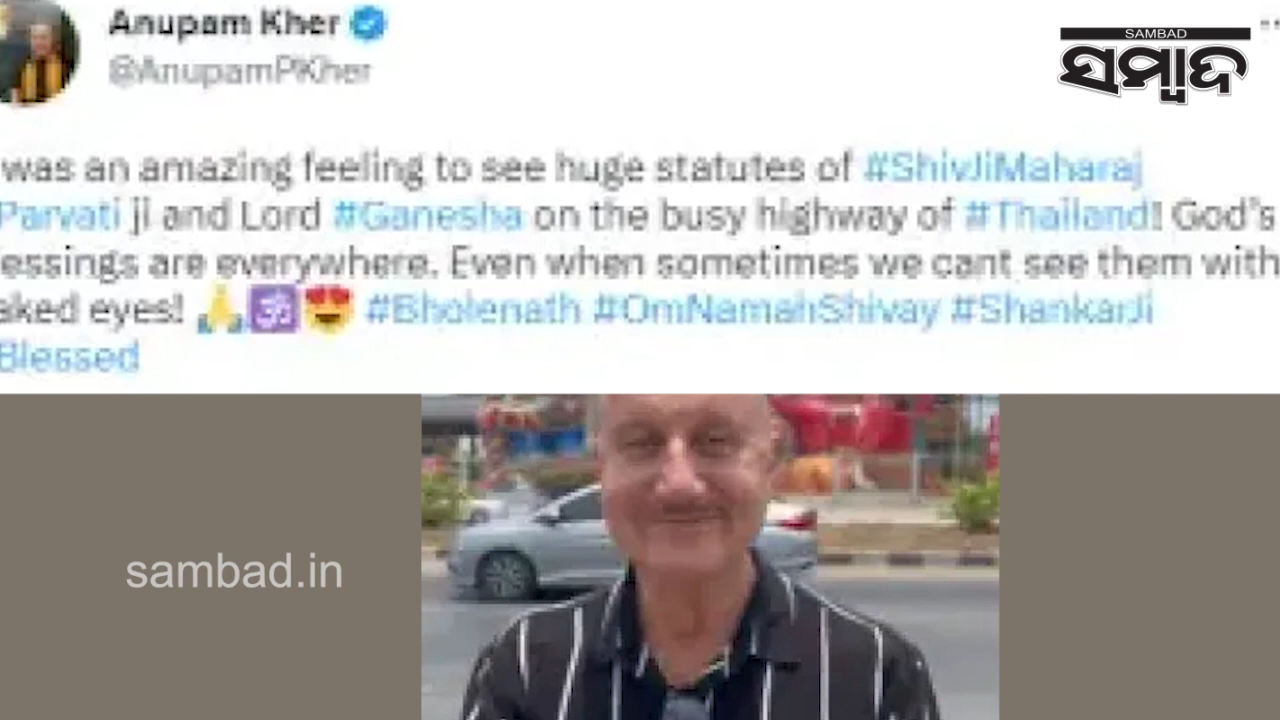 Anupam Kher
SAMBAD
ସମ୍ବାଦ
@AnupamPKher
was an amazing feeling to see huge statutes of #ShivJiMaharaj
Parvati ji and Lord #Ganesha on the busy highway of #Thailand! God's
essings are everywhere. Even when sometimes we cant see them with
aked eyes! 🙏🕉😍 #Bholenath #OmNamahShivay #ShankarJi
Blessed
sambad.in